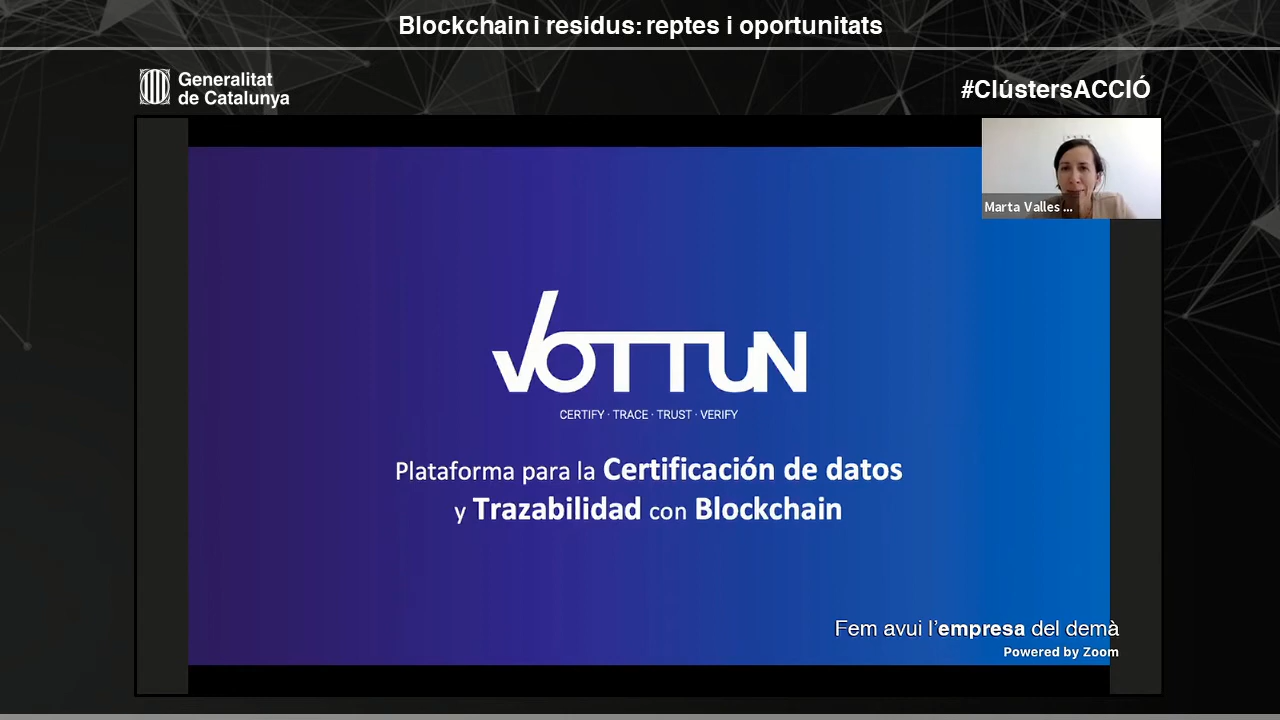 Blockchain i residus: reptes i oportunitats
Generalitat
de Catalunya
#ClústersACCIÓ
Marta Valles ...
VOTTUN
CERTIFY · TRACE · TRUST · VERIFY
Plataforma para la Certificación de datos
y Trazabilidad con Blockchain
Fem avui l'empresa del demà
Powered by Zoom